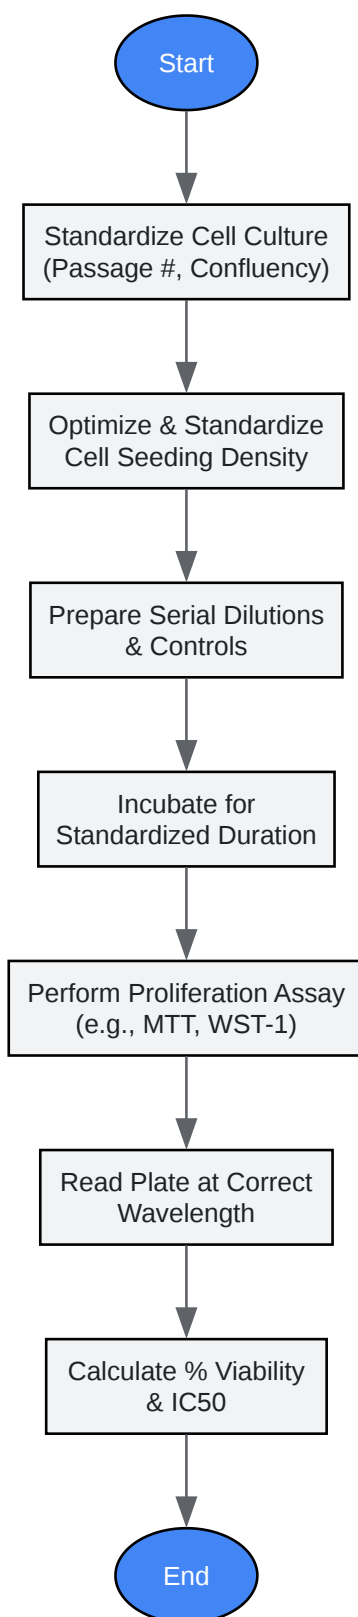 Start
Standardize Cell Culture
(Passage #, Confluency)
Optimize & Standardize
Cell Seeding Density
Prepare Serial Dilutions
& Controls
Incubate for
Standardized Duration
Perform Proliferation Assay
(e.g., MTT, WST-1)
Read Plate at Correct
Wavelength
Calculate % Viability
& IC50
End